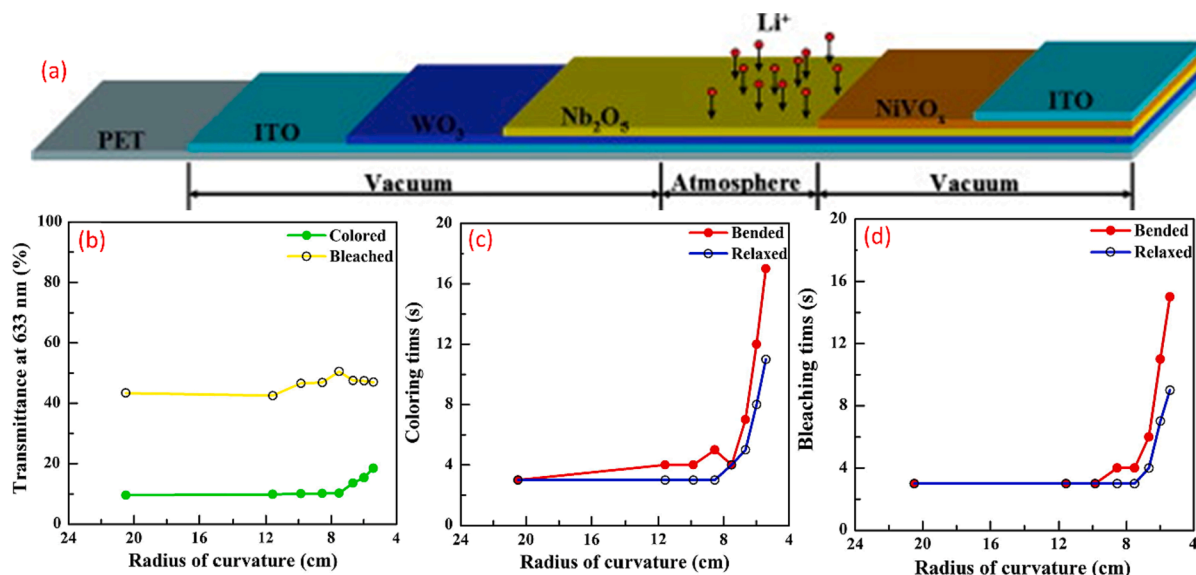 Li⁺
(a)
PET
ITO
WO₃
Nb₂O₅
NiVOₓ
ITO
Vacuum
Atmosphere
Vacuum
(b)
Colored
Bleached
Transmittance at 633 nm (%)
100
80
60
40
20
0
24 20 16 12 8 4
Radius of curvature (cm)
(c)
Bended
Relaxed
Coloring tims (s)
20
16
12
8
4
0
24 20 16 12 8 4
Radius of curvature (cm)
(d)
Bended
Relaxed
Bleaching tims (s)
20
16
12
8
4
0
24 20 16 12 8 4
Radius of curvature (cm)